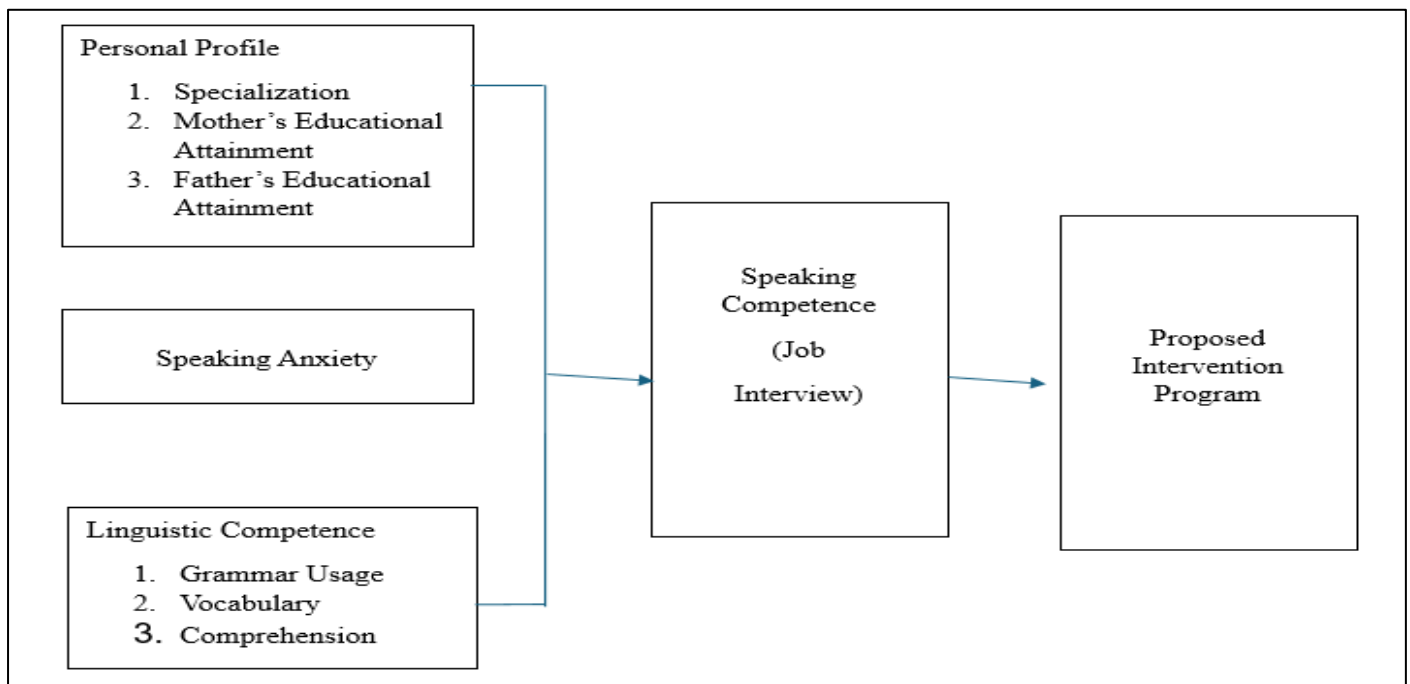 Personal Profile
1. Specialization
2. Mother’s Educational
Attainment
3. Father’s Educational
Attainment
Speaking Anxiety
Linguistic Competence
1. Grammar Usage
2. Vocabulary
3. Comprehension
Speaking
Competence
(Job
Interview)
Proposed
Intervention
Program